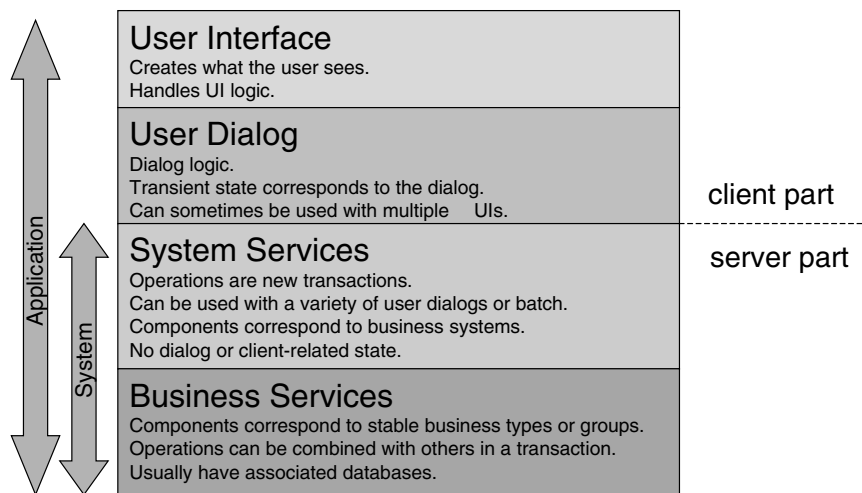 User Interface
Creates what the user sees.
Handles UI logic.
User Dialog
Dialog logic.
Transient state corresponds to the dialog.
Can sometimes be used with multiple UIs.
client part
System Services
Operations are new transactions.
Can be used with a variety of user dialogs or batch.
Components correspond to business systems.
No dialog or client-related state.
server part
Business Services
Components correspond to stable business types or groups.
Operations can be combined with others in a transaction.
Usually have associated databases.
Application
System